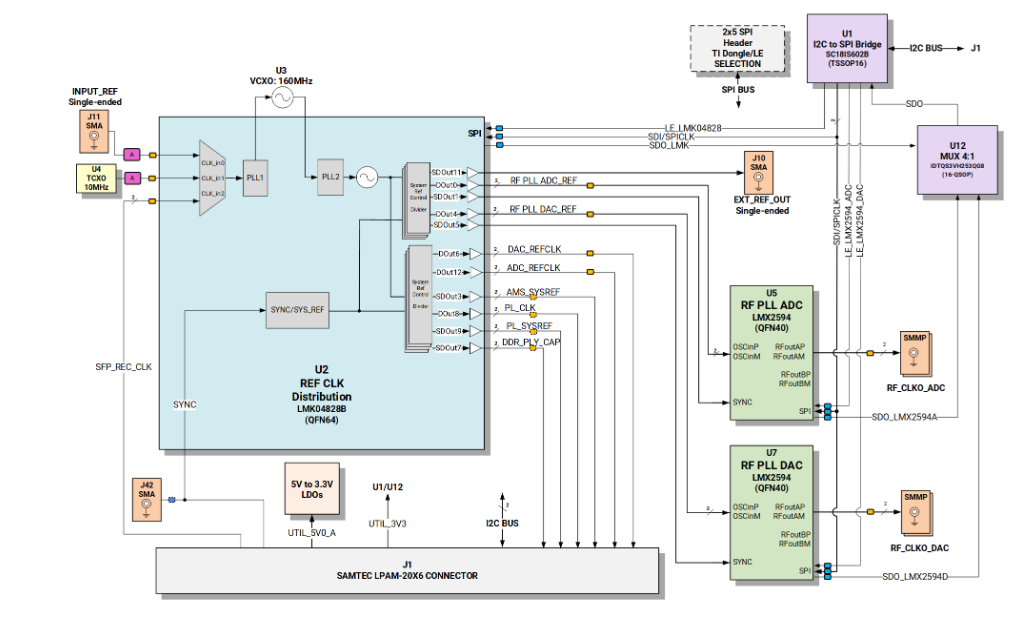 2x5 SPI
Header
TI Dongle/LE
SELECTION
SPI BUS
U1
I2C to SPI Bridge
SC18IS602B
(TSSOP16)
I2C BUS
J1
U3
VCXO: 160MHz
INPUT_REF
Single-ended
J11
SMA
A
U4
TCXO
10MHz
A
2
CLK_in0
CLK_in1
CLK_in2
PLL1
PLL2
SPI
LE_LMK04828
SDI/SPICLK
SDO_LMK
2
SDO
U12
MUX 4:1
IDTQS3VH253QG8
(16-QSOP)
J10
SMA
EXT_REF_OUT
Single-ended
System
Ref
Control
Divider
SDOut11
DOut0
SDOut1
DOut4
SDOut5
2
RF PLL ADC_REF
2
RF PLL DAC_REF
System
Ref
Control
Divider
DOut6
DOut12
SDOut3
DOut8
SDOut9
SDOut7
2
DAC_REFCLK
2
ADC_REFCLK
2
AMS_SYSREF
2
PL_CLK
2
PL_SYSREF
2
DDR_PLY_CAP
SDI/SPICLK
LE_LMX2594_ADC
LE_LMX2594_DAC
SYNC/SYS_REF
U2
REF CLK
Distribution
LMK04828B
(QFN64)
SFP_REC_CLK
SYNC
U5
RF PLL ADC
LMX2594
(QFN40)
2
OSCinP
OSCinM
RFoutAP
RFoutAM
RFoutBP
RFoutBM
SYNC
SPI
2
SMMP
RF_CLKO_ADC
SDO_LMX2594A
U7
RF PLL DAC
LMX2594
(QFN40)
2
OSCinP
OSCinM
RFoutAP
RFoutAM
RFoutBP
RFoutBM
SYNC
SPI
2
SMMP
RF_CLKO_DAC
SDO_LMX2594D
J42
SMA
5V to 3.3V
LDOs
UTIL_5V0_A
U1/U12
UTIL_3V3
2
I2C BUS
J1
SAMTEC LPAM-20X6 CONNECTOR